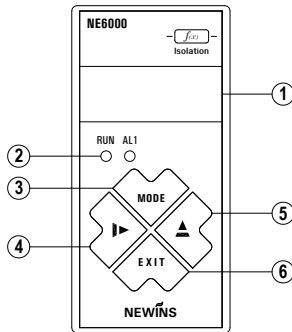 NE6000
f(x)
Isolation
①
RUN AL1
②
③
MODE
④
⑤
EXIT
⑥
NEWINS